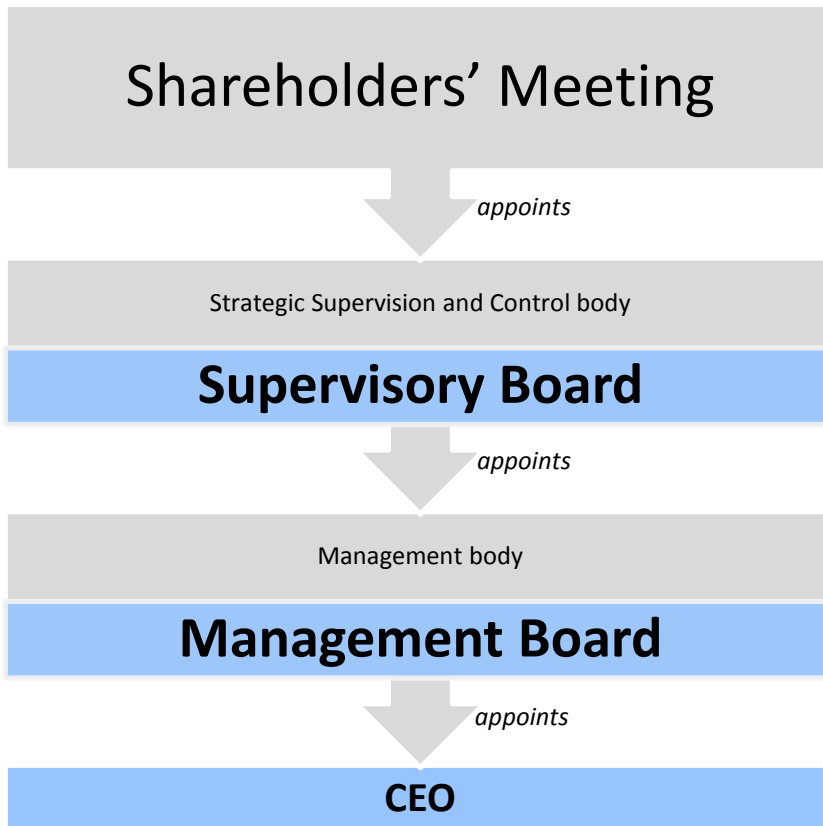 Shareholders’ Meeting
appoints
Strategic Supervision and Control body
Supervisory Board
appoints
Management body
Management Board
appoints
CEO